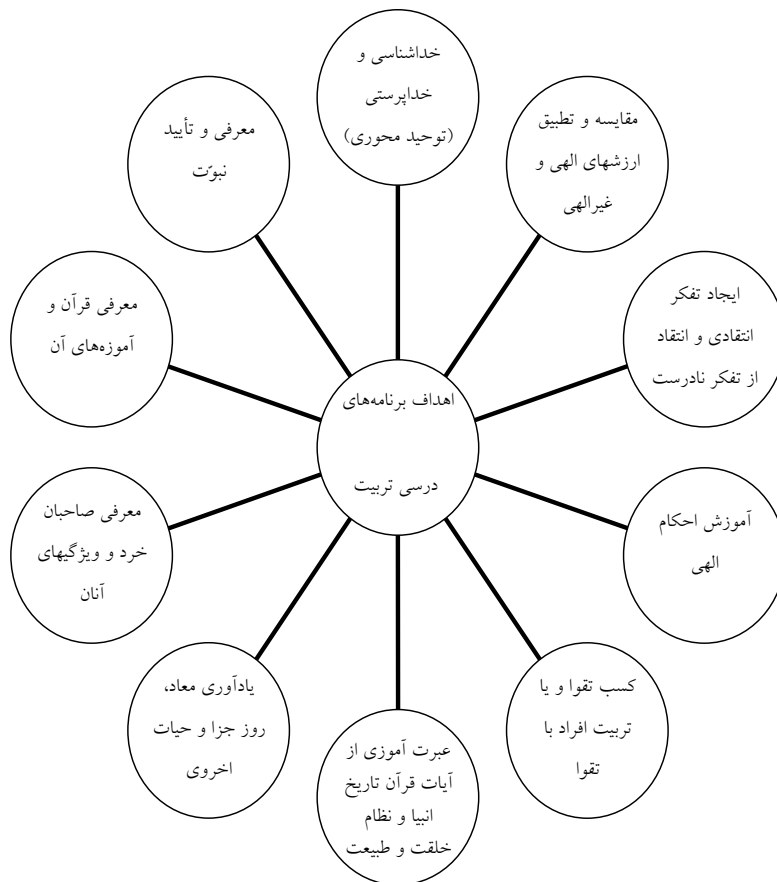 خداشناسی و
خداپرستی
(توحید محوری)
مقایسه و تطبیق
ارزشهای الهی و
غیرالهی
ایجاد تفکر
انتقادی و انتقاد
از تفکر نادرست
آموزش احکام
الهی
کسب تقوا و یا
تربیت افراد با
تقوا
عبرت آموزی از
آیات قرآن تاریخ
انبیا و نظام
خلقت و طبیعت
یادآوری معاد،
روز جزا و حیات
اخروی
معرفی صاحبان
خرد و ویژگیهای
آنان
معرفی قرآن و
آموزه‌های آن
معرفی و تأیید
نبوّت
اهداف برنامه‌های
درسی تربیت